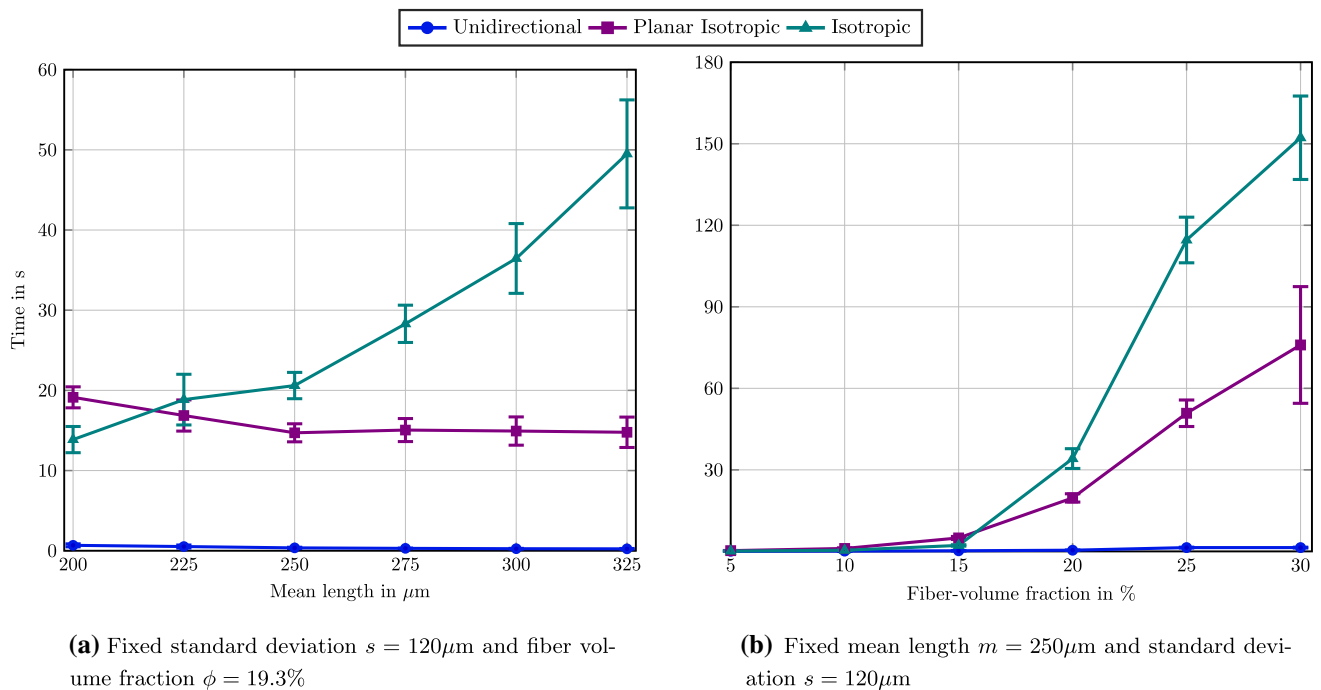 Unidirectional Planar Isotropic Isotropic
60
50
40
30
20
10
0
Time in s
200 225 250 275 300 325
Mean length in μm
180
150
120
90
60
30
5 10 15 20 25 30
Fiber-volume fraction in %
(a) Fixed standard deviation s = 120μm and fiber vol-
ume fraction ϕ = 19.3%
(b) Fixed mean length m = 250μm and standard devi-
ation s = 120μm